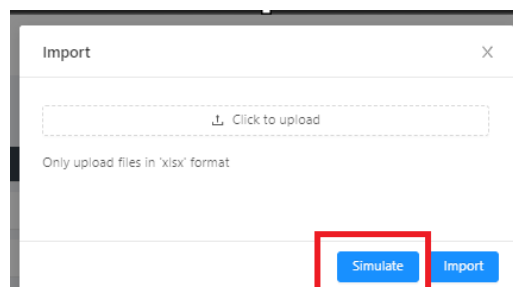 Import
Click to upload
Only upload files in 'xlsx' format
Simulate
Import